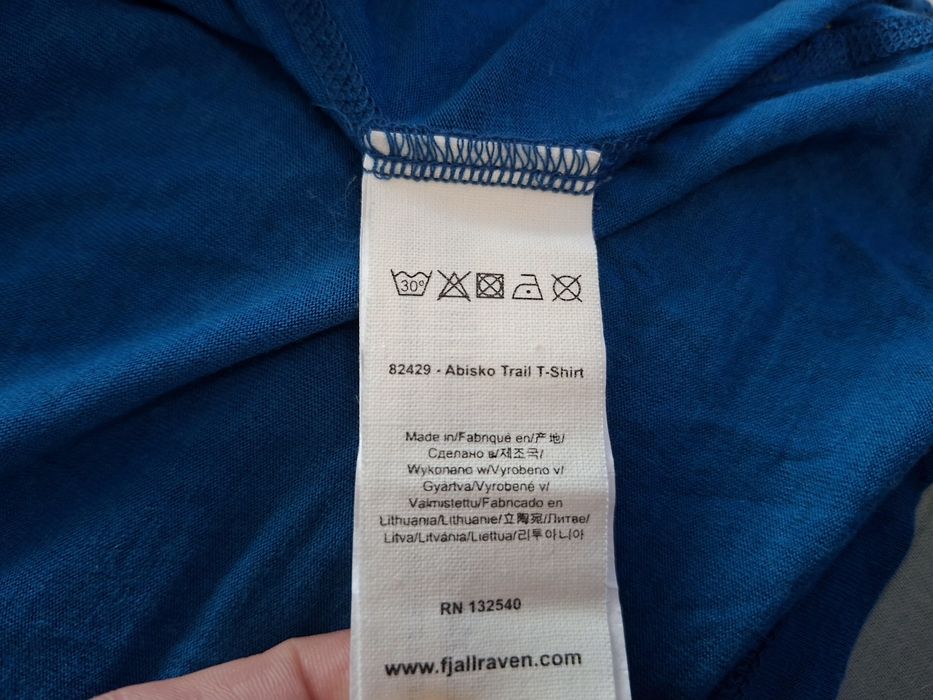 30°
82429 - Abisko Trail T-Shirt
Made in/Fabriqué en/产地/
Сделано в/제조국/
Wykonano w/Vyrobeno v/
Gyártva/Vyrobené v/
Valmistettu/Fabricado en
Lithuania/Lithuanie/立陶宛/Литве/
Litva/Litvánia/Liettua/리투아니아
RN 132540
www.fjallraven.com